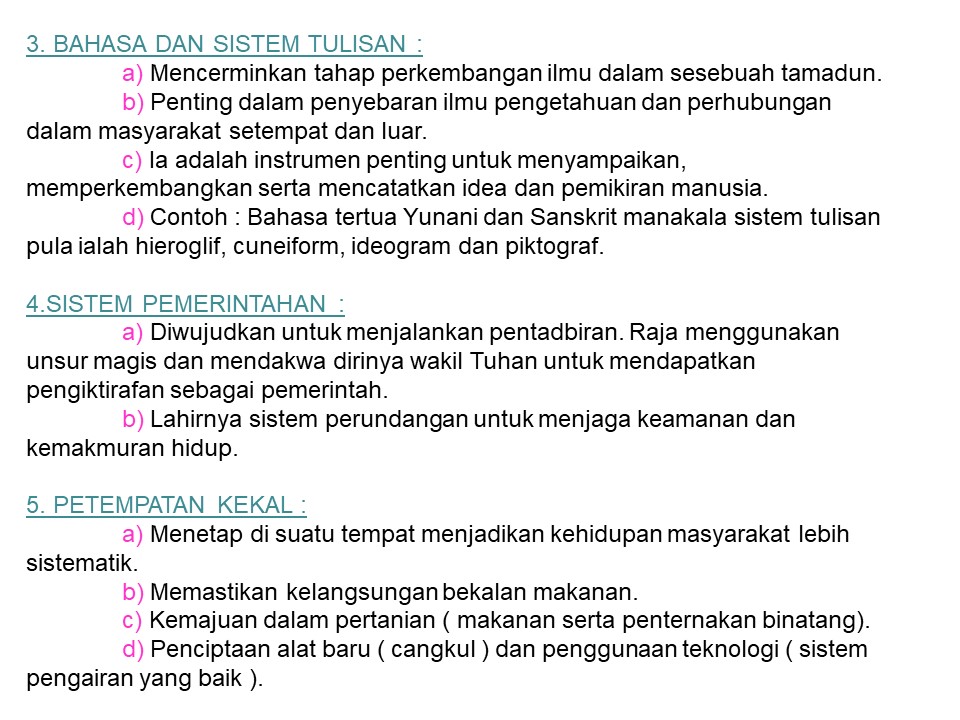 3. BAHASA DAN SISTEM TULISAN :
a) Mencerminkan tahap perkembangan ilmu dalam sesebuah tamadun.
b) Penting dalam penyebaran ilmu pengetahuan dan perhubungan
dalam masyarakat setempat dan luar.
c) Ia adalah instrumen penting untuk menyampaikan,
memperkembangkan serta mencatatkan idea dan pemikiran manusia.
d) Contoh : Bahasa tertua Yunani dan Sanskrit manakala sistem tulisan
pula ialah hieroglif, cuneiform, ideogram dan piktograf.
4.SISTEM PEMERINTAHAN :
a) Diwujudkan untuk menjalankan pentadbiran. Raja menggunakan
unsur magis dan mendakwa dirinya wakil Tuhan untuk mendapatkan
pengiktirafan sebagai pemerintah.
b) Lahirnya sistem perundangan untuk menjaga keamanan dan
kemakmuran hidup.
5. PETEMPATAN KEKAL :
a) Menetap di suatu tempat menjadikan kehidupan masyarakat lebih
sistematik.
b) Memastikan kelangsungan bekalan makanan.
c) Kemajuan dalam pertanian ( makanan serta penternakan binatang).
d) Penciptaan alat baru ( cangkul ) dan penggunaan teknologi ( sistem
pengairan yang baik ).